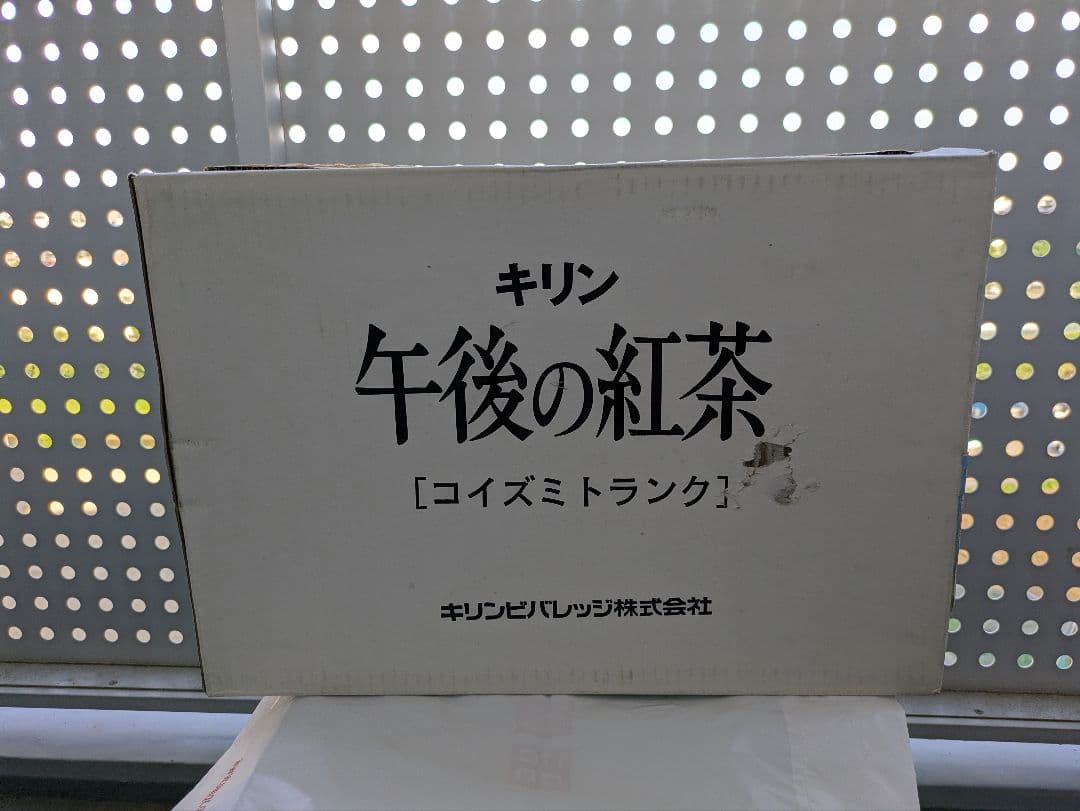 キリン
午後の紅茶
［コイズミトランク］
キリンビバレッジ株式会社